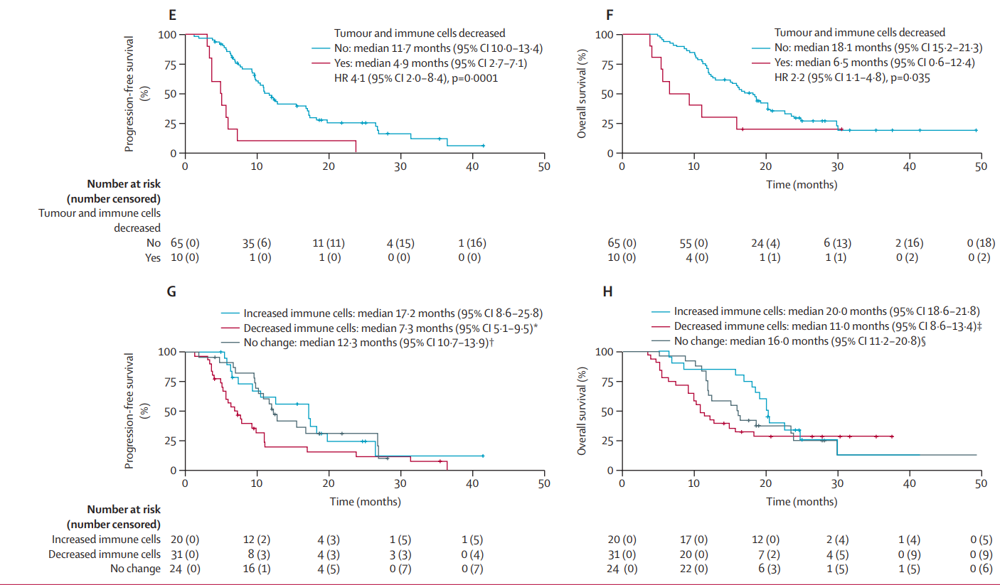 E
Tumour and immune cells decreased
No: median 11·7 months (95% CI 10·0–13·4)
Yes: median 4·9 months (95% CI 2·7–7·1)
HR 4·1 (95% CI 2·0–8·4), p=0·0001
Progression-free survival
(%)
100
75
50
25
0
0 10 20 30 40 50
Number at risk
(number censored)
Tumour and immune cells
decreased
No 65 (0) 35 (6) 11 (11) 4 (15) 1 (16)
Yes 10 (0) 1 (0) 1 (0) 0 (0) 0 (0)
F
Tumour and immune cells decreased
No: median 18·1 months (95% CI 15·2–21·3)
Yes: median 6·5 months (95% CI 0·6–12·4)
HR 2·2 (95% CI 1·1–4·8), p=0·035
Overall survival (%)
100
75
50
25
0
0 10 20 30 40 50
Time (months)
65 (0) 55 (0) 24 (4) 6 (13) 2 (16) 0 (18)
10 (0) 4 (0) 1 (1) 1 (1) 0 (2) 0 (2)
G
Increased immune cells: median 17·2 months (95% CI 8·6–25·8)
Decreased immune cells: median 7·3 months (95% CI 5·1–9·5)*
No change: median 12·3 months (95% CI 10·7–13·9)†
Progression-free survival
(%)
100
75
50
25
0
0 10 20 30 40 50
Time (months)
Number at risk
(number censored)
Increased immune cells 20 (0) 12 (2) 4 (3) 1 (5) 1 (5)
Decreased immune cells 31 (0) 8 (3) 4 (3) 3 (3) 0 (4)
No change 24 (0) 16 (1) 4 (5) 0 (7) 0 (7)
H
Increased immune cells: median 20·0 months (95% CI 18·6–21·8)
Decreased immune cells: median 11·0 months (95% CI 8·6–13·4)‡
No change: median 16·0 months (95% CI 11·2–20·8)§
Overall survival (%)
100
75
50
25
0
0 10 20 30 40 50
Time (months)
20 (0) 17 (0) 12 (0) 2 (4) 1 (4) 0 (5)
31 (0) 20 (0) 7 (2) 4 (5) 0 (9) 0 (9)
24 (0) 22 (0) 6 (3) 1 (5) 1 (5) 0 (6)